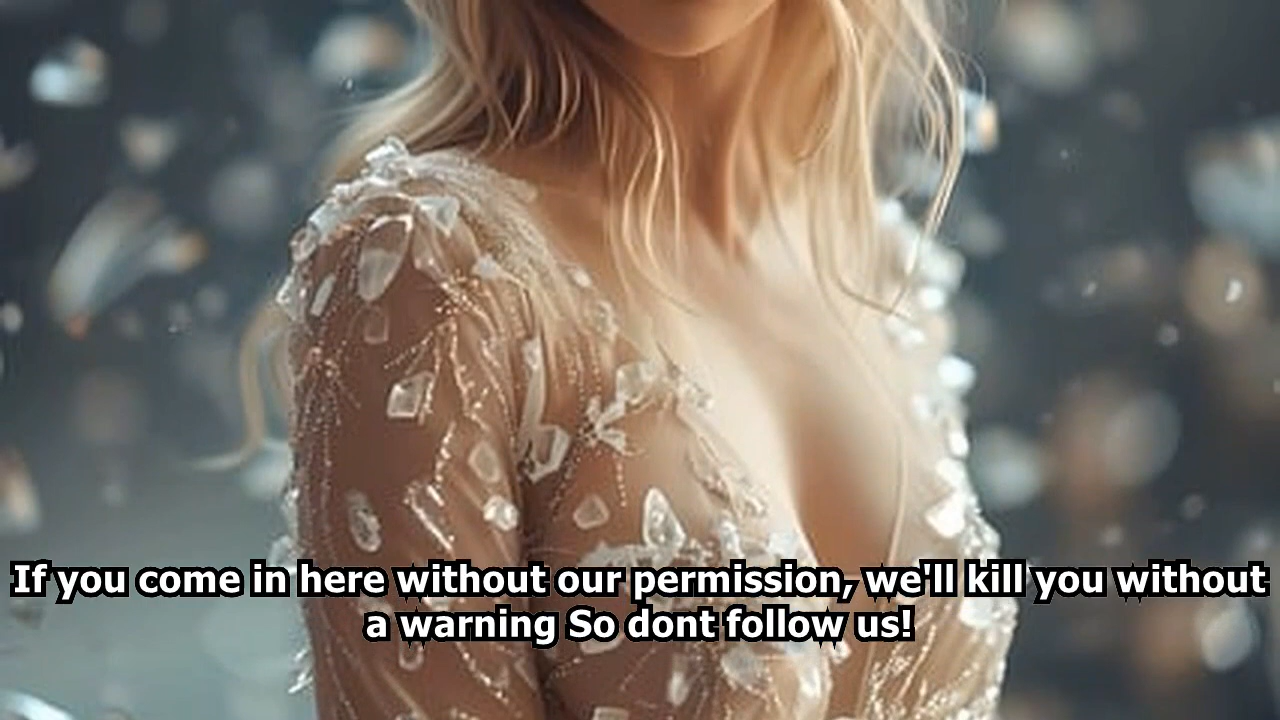 If you come in here without our permission, we'll kill you without
a warning So dont follow us!